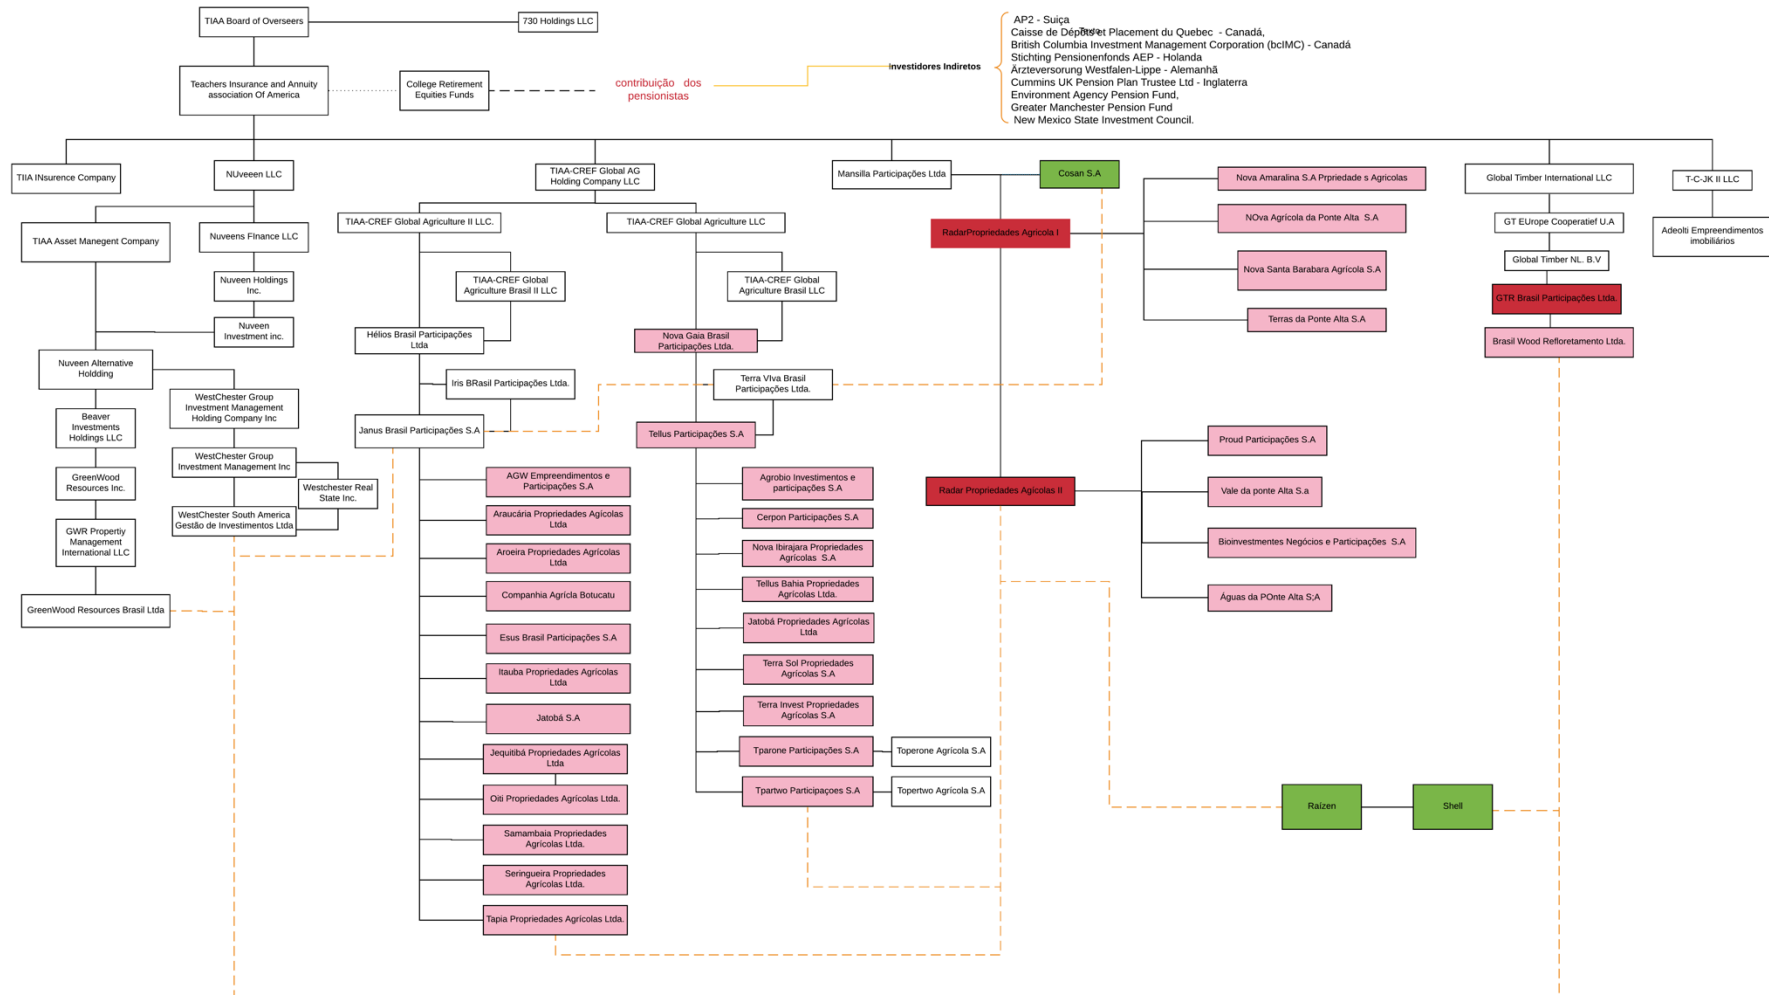 TIAA Board of Overseers
730 Holdings LLC
AP2 - Suiça
Caisse de Dépôts et Placement du Quebec - Canadá,
British Columbia Investment Management Corporation (bcIMC) - Canadá
Investidores Indiretos
Stichting Pensionenfonds AEP - Holanda
Ärzteversorung Westfalen-Lippe - Alemanhã
Cummins UK Pension Plan Trustee Ltd - Inglaterra
Environment Agency Pension Fund,
Greater Manchester Pension Fund
New Mexico State Investment Council.
Teachers Insurance and Annuity
association Of America
College Retirement
Equities Funds
contribuição dos
pensionistas
TIIA INsurence Company
NUveeen LLC
TIAA-CREF Global AG
Holding Company LLC
Mansilla Participações Ltda
Cosan S.A
Nova Amaralina S.A Prpriedade s Agricolas
Global Timber International LLC
T-C-JK II LLC
TIAA Asset Manegent Company
Nuveens FInance LLC
TIAA-CREF Global Agriculture II LLC.
TIAA-CREF Global Agriculture LLC
RadarPropriedades Agricola I
NOva Agrícola da Ponte Alta S.A
GT EUrope Cooperatief U.A
Adeolti Empreendimentos
imobiliários
Nuveen Holdings
Inc.
TIAA-CREF Global
Agriculture Brasil II LLC
TIAA-CREF Global
Agriculture Brasil LLC
Nova Santa Barabara Agrícola S.A
Global Timber NL. B.V
GTR Brasil Participações Ltda.
Nuveen
Investment inc.
Hélios Brasil Participações
Ltda
Nova Gaia Brasil
Participações Ltda.
Terras da Ponte Alta S.A
Brasil Wood Refloretamento Ltda.
Nuveen Alternative
Holdding
Iris BRasil Participações Ltda.
Terra VIva Brasil
Participações Ltda.
WestChester Group
Investment Management
Holding Company Inc
Beaver
Investments
Holdings LLC
Janus Brasil Participações S.A
Tellus Participações S.A
Proud Participações S.A
WestChester Group
Investment Management Inc
GreenWood
Resources Inc.
Westchester Real
State Inc.
AGW Empreendimentos e
Participações S.A
Agrobio Investimentos e
participações S.A
Radar Propriedades Agícolas II
Vale da ponte Alta S.a
WestChester South America
Gestão de Investimentos Ltda
Araucária Propriedades Agícolas
Ltda
Cerpon Participações S.A
GWR Propertiy
Management
International LLC
Aroeira Propriedades Agrícolas
Ltda
Nova Ibirajara Propriedades
Agrícolas S.A
Bioinvestmentes Negócios e Participações S.A
GreenWood Resources Brasil Ltda
Companhia Agrícla Botucatu
Tellus Bahia Propriedades
Agrícolas Ltda.
Águas da POnte Alta S;A
Esus Brasil Participações S.A
Jatobá Propriedades Agrícolas
Ltda
Itauba Propriedades Agrícolas
Ltda
Terra Sol Propriedades
Agrícolas S.A
Jatobá S.A
Terra Invest Propriedades
Agrícolas S.A
Jequitibá Propriedades Agrícolas
Ltda
Tparone Participações S.A
Toperone Agrícola S.A
Oiti Propriedades Agrícolas Ltda.
Tpartwo Participaçoes S.A
Topertwo Agrícola S.A
Raízen
Shell
Samambaia Propriedades
Agrícolas Ltda.
Seringueira Propriedades
Agrícolas Ltda.
Tapia Propriedades Agrícolas Ltda.